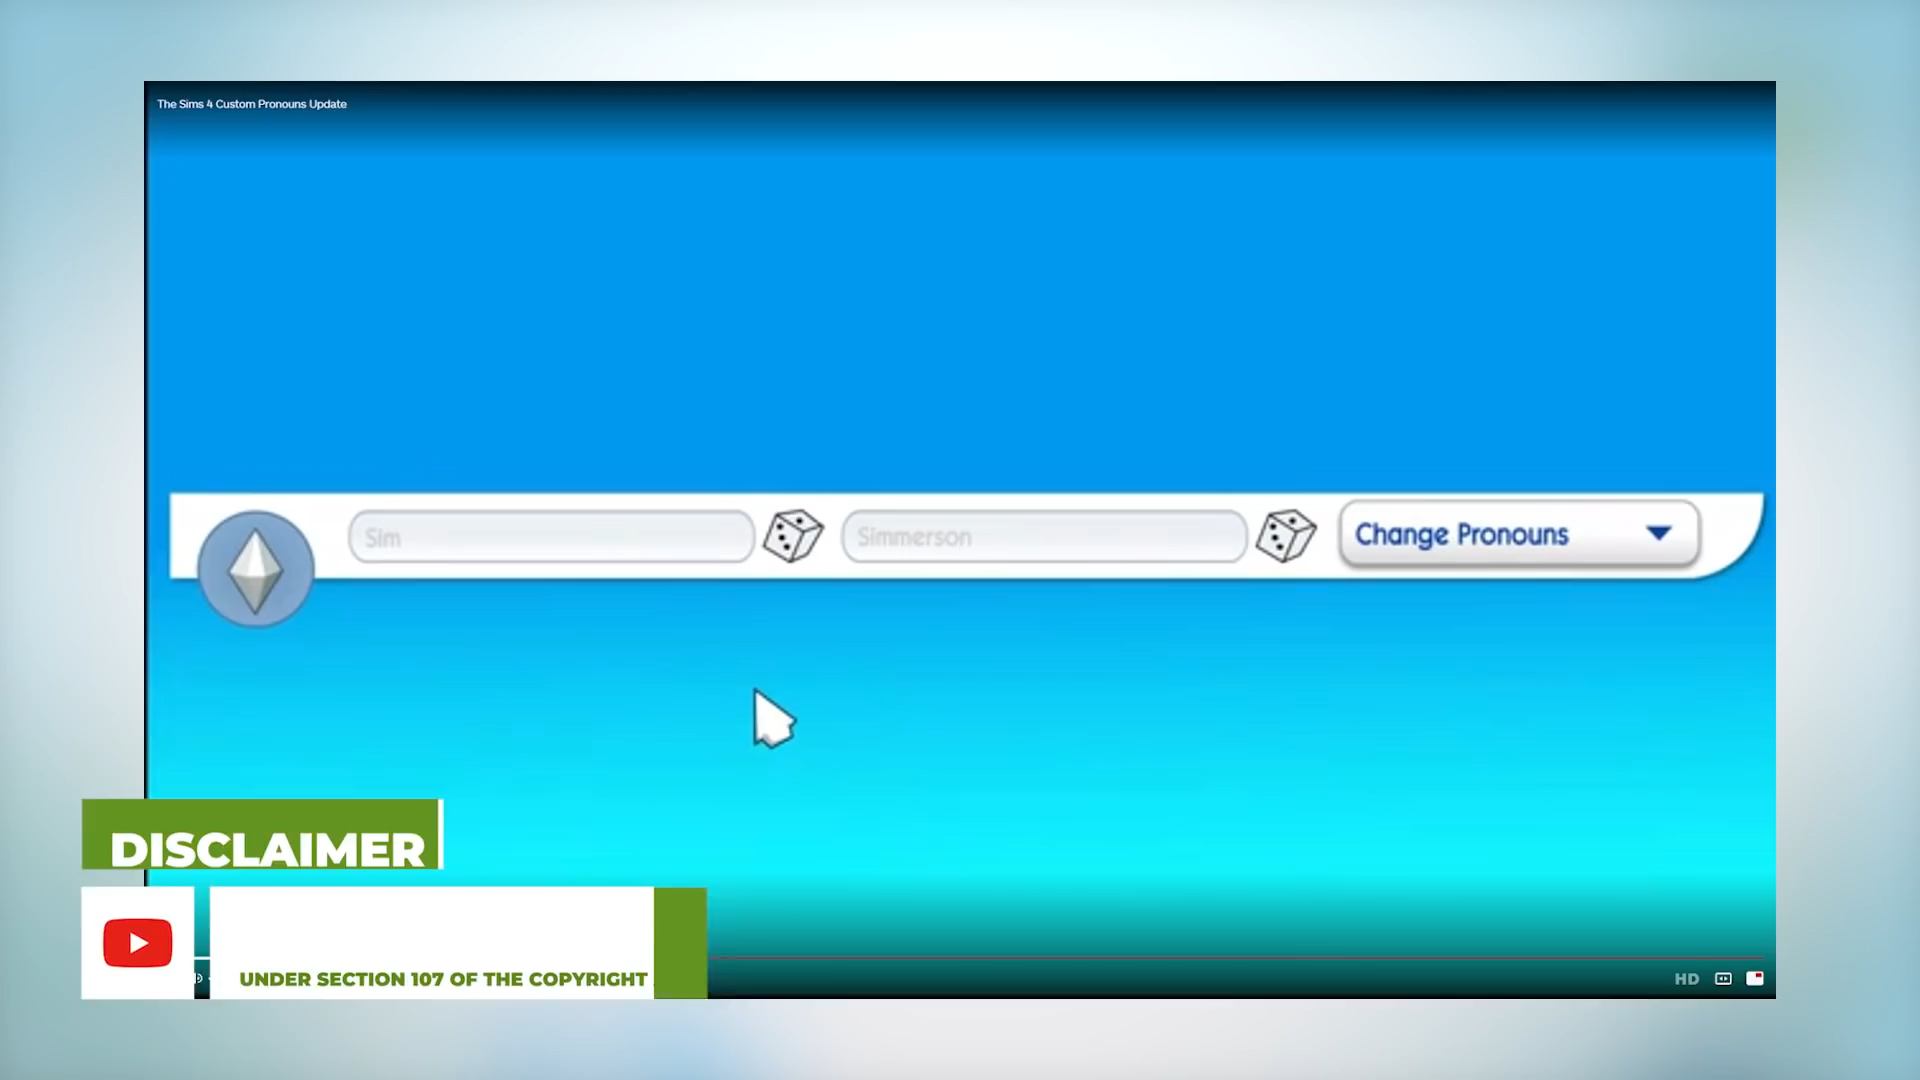 The Sims 4 Custom Pronouns Update
Sim
Simmerson
Change Pronouns
DISCLAIMER
UNDER SECTION 107 OF THE COPYRIGHT
HD